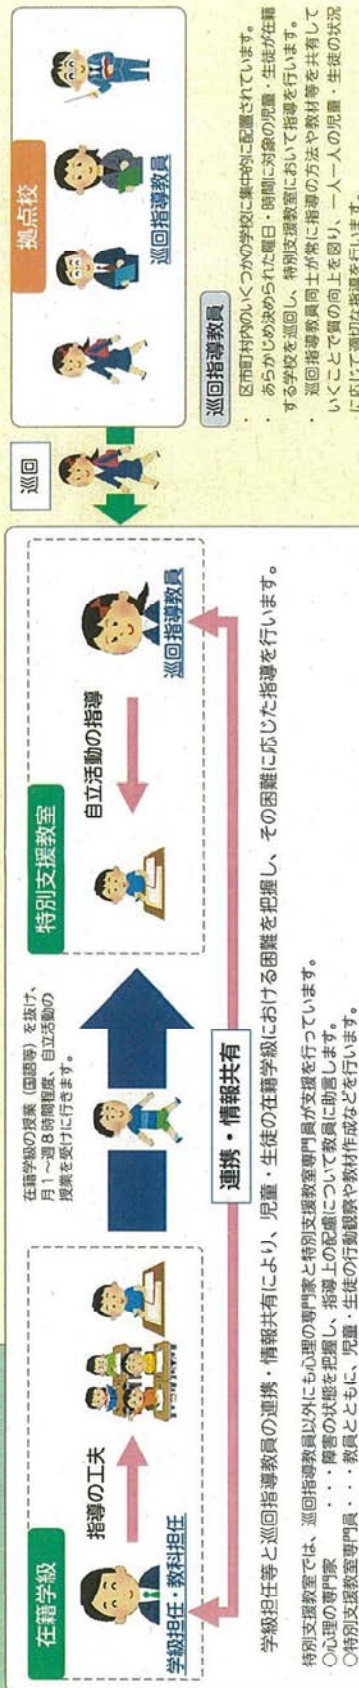 在籍学級
指導の工夫
学級担任・教科担任
在籍学級の授業（国語等）を抜け、
月1～週8時間程度、自立活動の
授業を受けに行きます。
特別支援教室
自立活動の指導
巡回指導教員
連携・情報共有
学級担任等と巡回指導教員の連携・情報共有により、児童・生徒の在籍学級における困難を把握し、その困難に応じた指導を行います。
特別支援教室では、巡回指導教員以外にも心理の専門家と特別支援教室専門員が支援を行っています。
○心理の専門家　・・・障害の状態を把握し、指導上の配慮について教員に助言します。
○特別支援教室専門員・・・教員とともに、児童・生徒の行動観察や教材作成などを行います。
巡回
拠点校
巡回指導教員
巡回指導教員
・ 区市町村内のいくつかの学校に集中的に配置されています。
・ あらかじめ決められた曜日・時間に対象の児童・生徒が在籍
する学校を巡回し、特別支援教室において指導を行います。
・ 巡回指導教員同士が常に指導の方法や教材等を共有して
いくことで質の向上を図り、一人一人の児童・生徒の状況
に応じて適切な指導を行います。